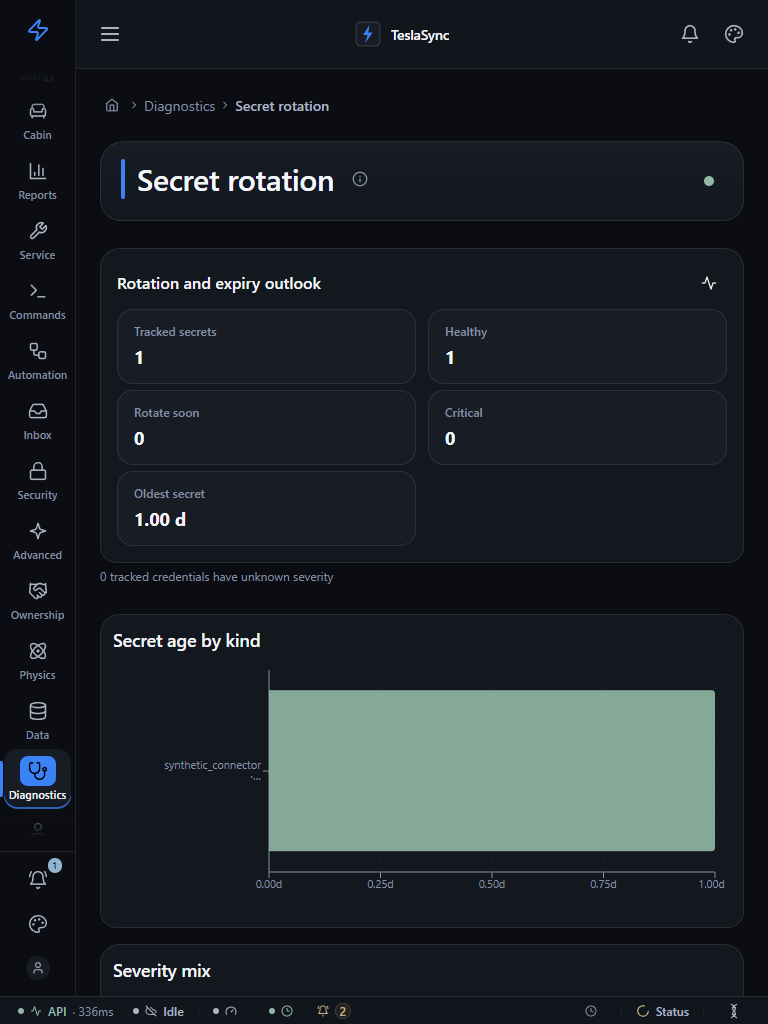 TeslaSync
Energy
Cabin
Reports
Service
Commands
Automation
Inbox
Security
Advanced
Ownership
Physics
Data
Diagnostics
1
Diagnostics > Secret rotation
Secret rotation
Rotation and expiry outlook
Tracked secrets
1
Healthy
1
Rotate soon
0
Critical
0
Oldest secret
1.00 d
0 tracked credentials have unknown severity
Secret age by kind
synthetic_connector
·...
0.00d 0.25d 0.50d 0.75d 1.00d
Severity mix
API · 336ms Idle 2 Status